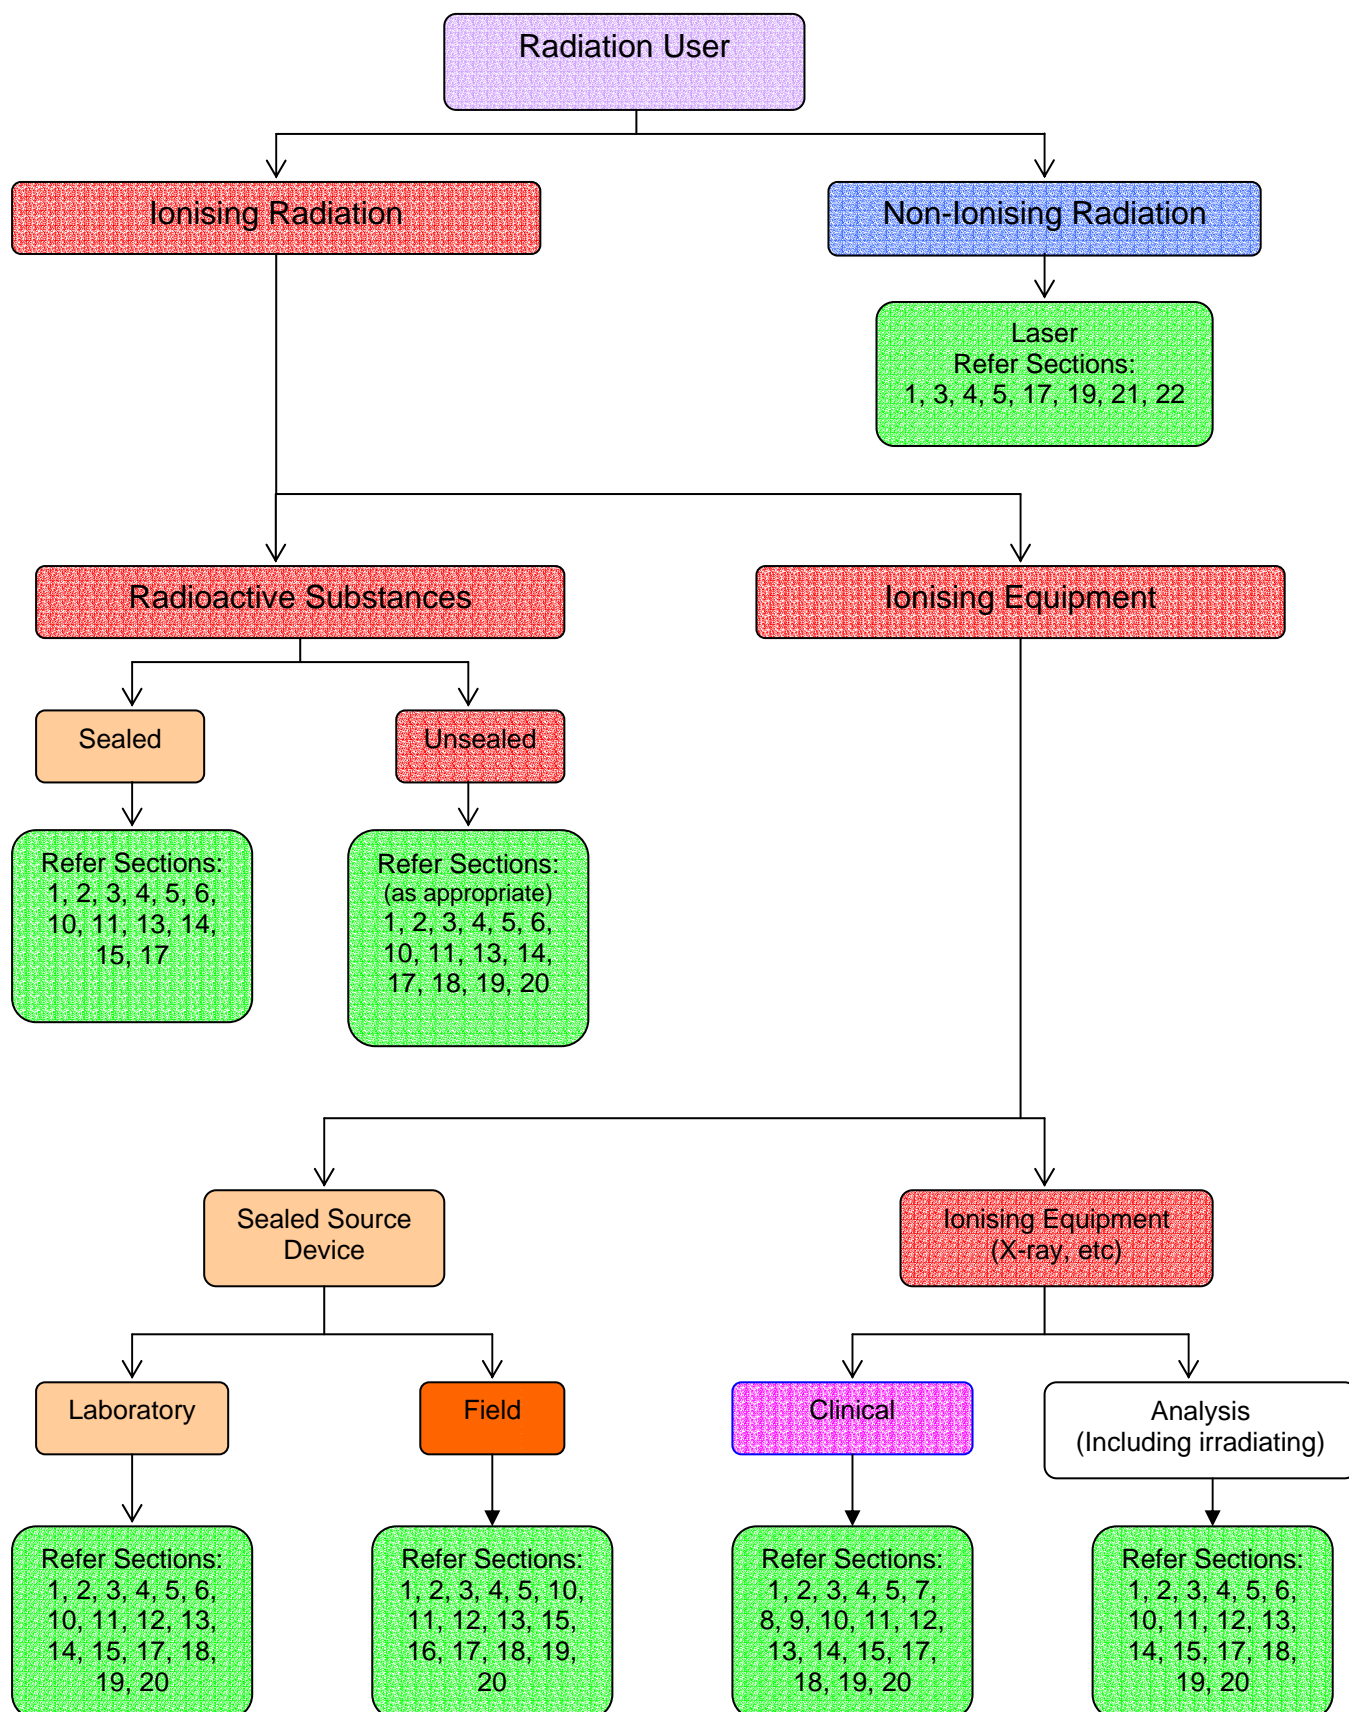 Radiation User
Ionising Radiation
Non-Ionising Radiation
Laser
Refer Sections:
1, 3, 4, 5, 17, 19, 21, 22
Radioactive Substances
Ionising Equipment
Sealed
Unsealed
Refer Sections:
1, 2, 3, 4, 5, 6,
10, 11, 13, 14,
15, 17
Refer Sections:
(as appropriate)
1, 2, 3, 4, 5, 6,
10, 11, 13, 14,
17, 18, 19, 20
Sealed Source
Device
Ionising Equipment
(X-ray, etc)
Laboratory
Field
Clinical
Analysis
(Including irradiating)
Refer Sections:
1, 2, 3, 4, 5, 6,
10, 11, 12, 13,
14, 15, 17, 18,
19, 20
Refer Sections:
1, 2, 3, 4, 5, 10,
11, 12, 13, 15,
16, 17, 18, 19,
20
Refer Sections:
1, 2, 3, 4, 5, 7,
8, 9, 10, 11, 12,
13, 14, 15, 17,
18, 19, 20
Refer Sections:
1, 2, 3, 4, 5, 6,
10, 11, 12, 13,
14, 15, 17, 18,
19, 20